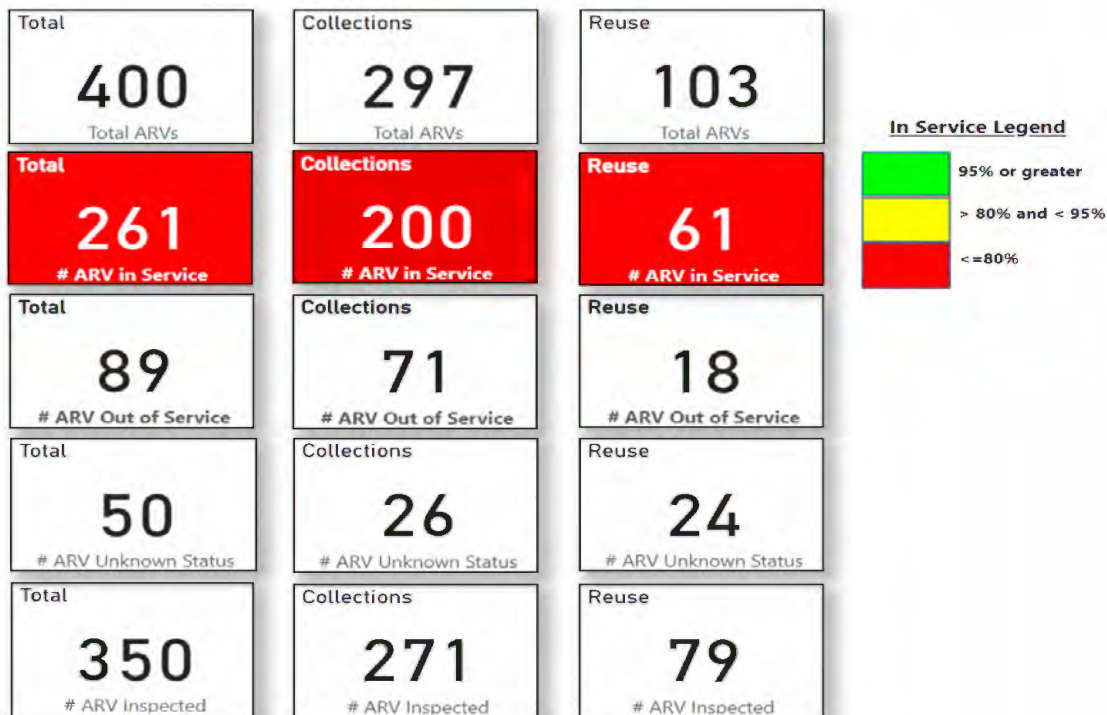 Total
400
Total ARVs
Collections
297
Total ARVs
Reuse
103
Total ARVs
In Service Legend
95% or greater
> 80% and < 95%
<=80%
Total
261
# ARV in Service
Collections
200
# ARV in Service
Reuse
61
# ARV in Service
Total
89
# ARV Out of Service
Collections
71
# ARV Out of Service
Reuse
18
# ARV Out of Service
Total
50
# ARV Unknown Status
Collections
26
# ARV Unknown Status
Reuse
24
# ARV Unknown Status
Total
350
# ARV Inspected
Collections
271
# ARV Inspected
Reuse
79
# ARV Inspected